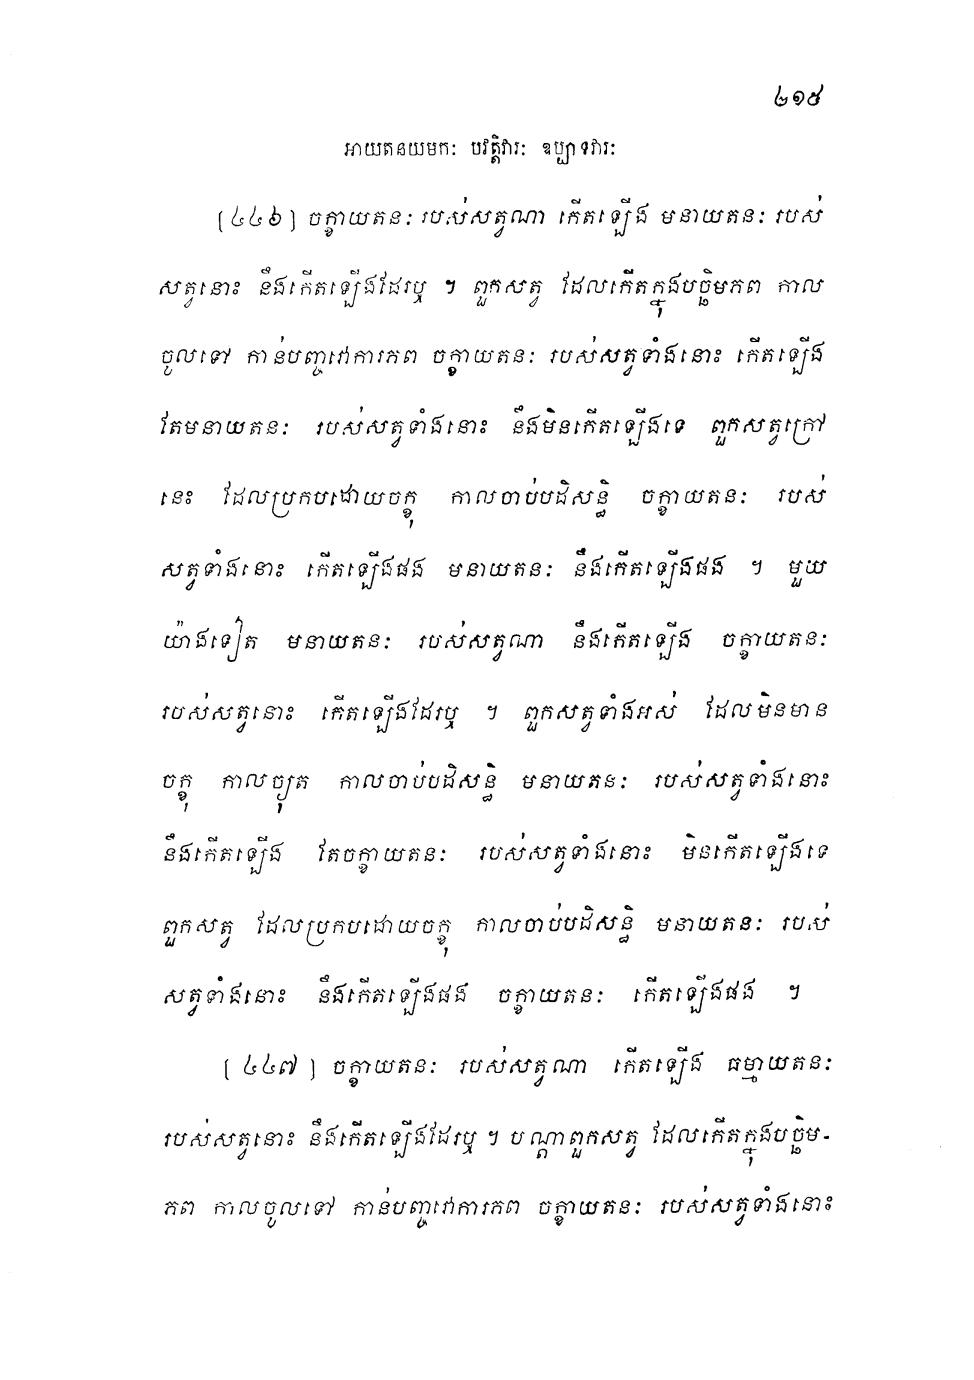 ២១៥
អាយតនយមកៈ បវត្តិវារៈ ឧប្បាទវារៈ
[៤៤៦] ចក្ខាយតនៈ របស់សត្វណា កើតឡើង មនាយតនៈ របស់
សត្វនោះ នឹងកើតឡើងដែរឬ ។ ពួកសត្វ ដែលកើតក្នុងបច្ឆិមភព កាល
ចូលទៅ កាន់បញ្ចវោការភព ចក្ខាយតនៈ របស់សត្វទាំងនោះ កើតឡើង
តែមនាយតនៈ របស់សត្វទាំងនោះ នឹងមិនកើតឡើងទេ ពួកសត្វក្រៅ
នេះ ដែលប្រកបដោយចក្ខុ កាលចាប់បដិសន្ធិ ចក្ខាយតនៈ របស់
សត្វទាំងនោះ កើតឡើងផង មនាយតនៈ នឹងកើតឡើងផង ។ មួយ
យ៉ាងទៀត មនាយតនៈ របស់សត្វណា នឹងកើតឡើង ចក្ខាយតនៈ
របស់សត្វនោះ កើតឡើងដែរឬ ។ ពួកសត្វទាំងអស់ ដែលមិនមាន
ចក្ខុ កាលច្យុត កាលចាប់បដិសន្ធិ មនាយតនៈ របស់សត្វទាំងនោះ
នឹងកើតឡើង តែចក្ខាយតនៈ របស់សត្វទាំងនោះ មិនកើតឡើងទេ
ពួកសត្វ ដែលប្រកបដោយចក្ខុ កាលចាប់បដិសន្ធិ មនាយតនៈ របស់
សត្វទាំងនោះ នឹងកើតឡើងផង ចក្ខាយតនៈ កើតឡើងផង ។
[៤៤៧] ចក្ខាយតនៈ របស់សត្វណា កើតឡើង ធម្មាយតនៈ
របស់សត្វនោះ នឹងកើតឡើងដែរឬ ។ បណ្តាពួកសត្វ ដែលកើតក្នុងបច្ឆិម-
ភព កាលចូលទៅ កាន់បញ្ចវោការភព ចក្ខាយតនៈ របស់សត្វទាំងនោះ